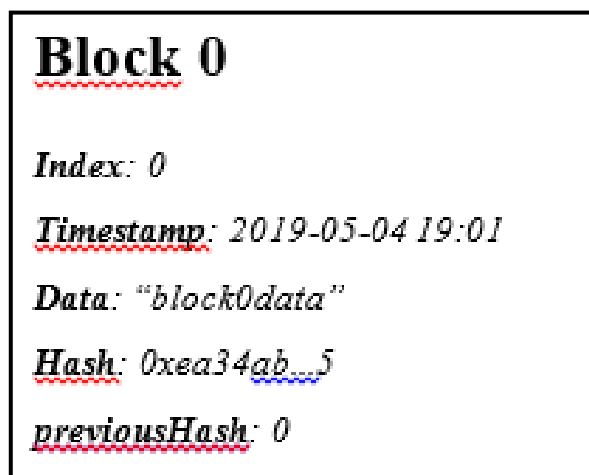 Block 0
Index: 0
Timestamp: 2019-05-04 19:01
Data: “block0data”
Hash: 0xea34ab...5
previousHash: 0